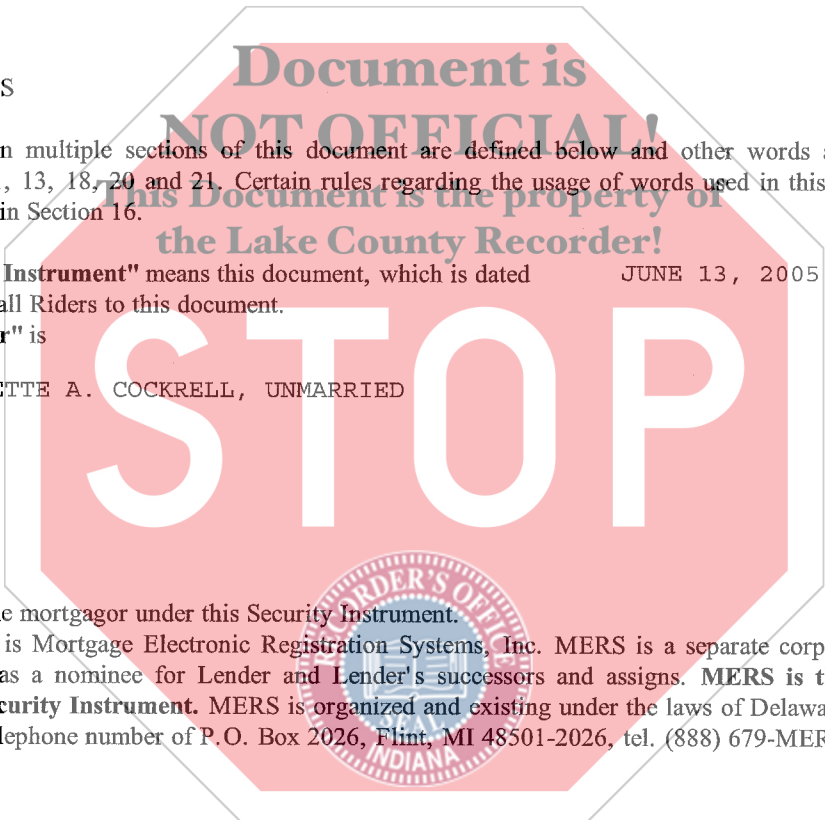 Document is
S
NOT OFFICIAL!
n multiple sections of this document are defined below and other words
, 13, 18, 20 and 21. Certain rules regarding the usage of words used in this
This Document is the property of
in Section 16.
the Lake County Recorder!
Instrument" means this document, which is dated JUNE 13, 2005
all Riders to this document.
r" is
STOP
ETTE A. COCKRELL, UNMARRIED
RECORDER'S OFFICE
e mortgagor under this Security Instrument.
is Mortgage Electronic Registration Systems, Inc. MERS is a separate corp
as a nominee for Lender and Lender's successors and assigns. MERS is t
curity Instrument. MERS is organized and existing under the laws of Delawa
SEAL
lephone number of P.O. Box 2026, Flint, MI 48501-2026, tel. (888) 679-MER
INDIANA